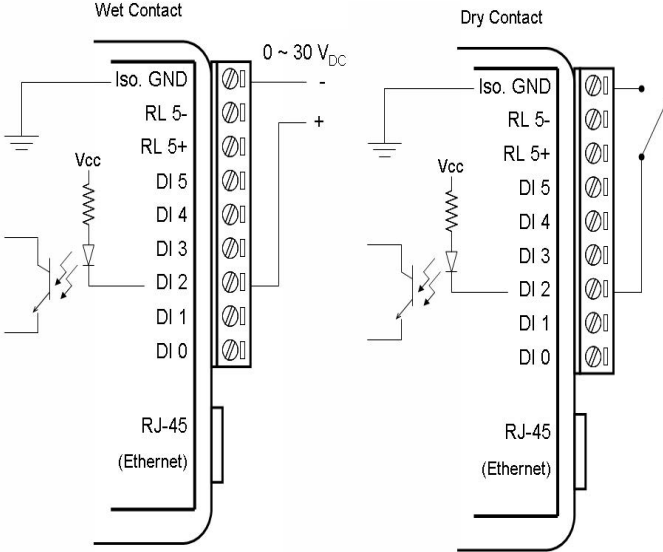 Wet Contact
0 ~ 30 VDC
Iso. GND
-
RL 5-
+
RL 5+
Vcc
DI 5
DI 4
DI 3
DI 2
DI 1
DI 0
RJ-45
(Ethernet)
Dry Contact
Iso. GND
RL 5-
RL 5+
Vcc
DI 5
DI 4
DI 3
DI 2
DI 1
DI 0
RJ-45
(Ethernet)